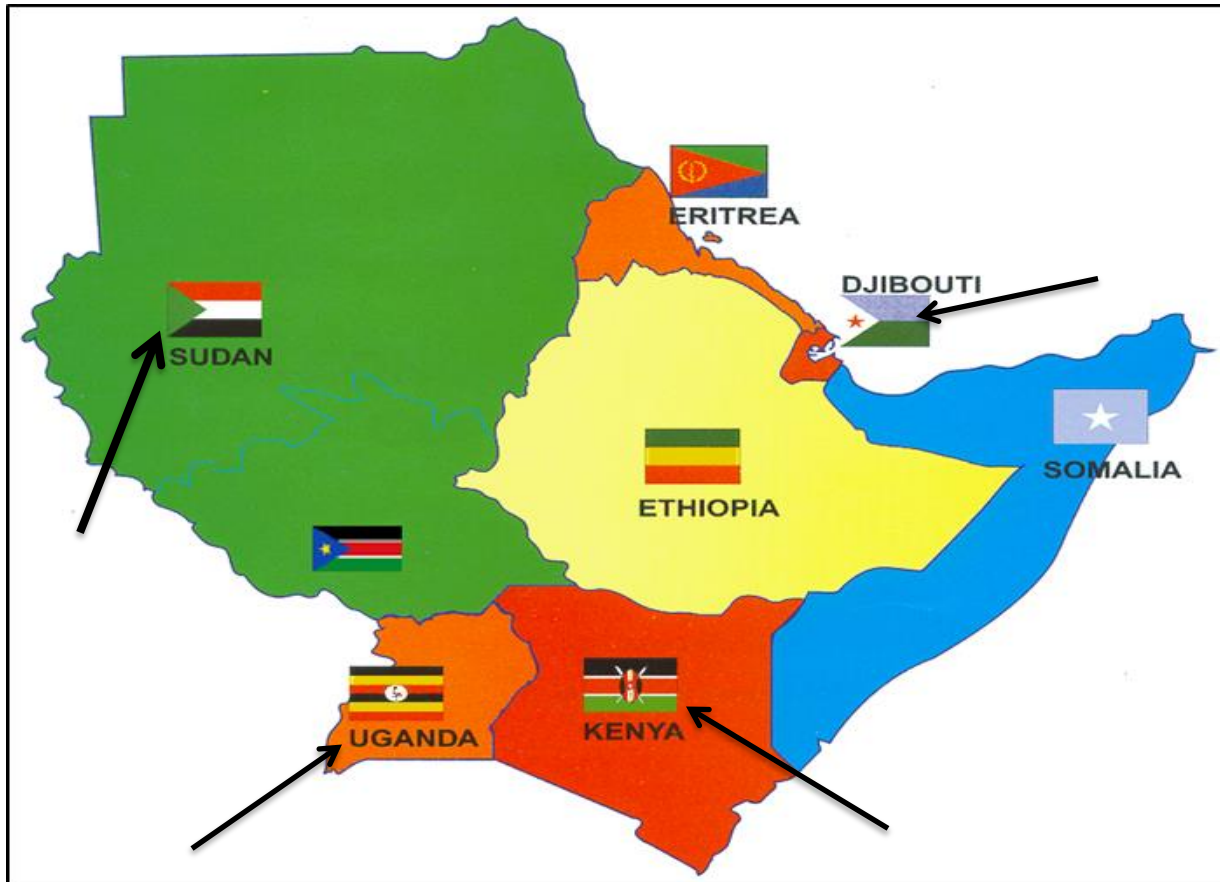 ERITREA
DJIBOUTI
SUDAN
SOMALIA
ETHIOPIA
UGANDA
KENYA